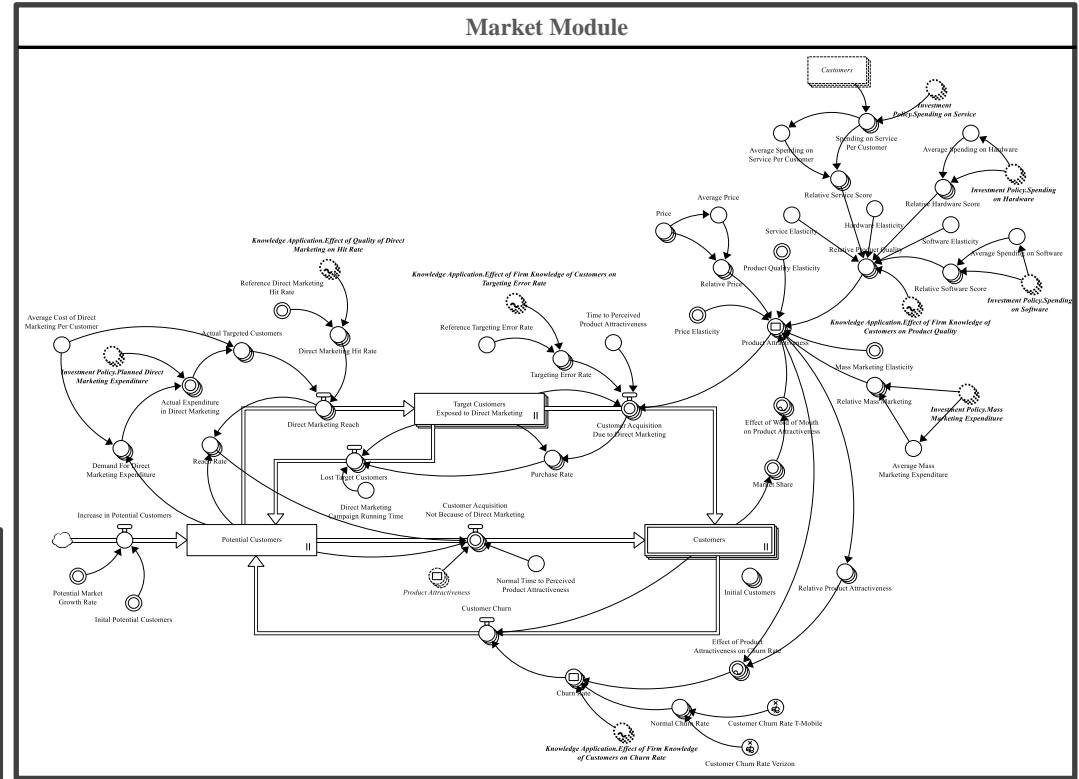 Market Module
Customers
Investment
Policy.Spending on Service
Spending on Service
Per Customer
Average Spending on
Service Per Customer
Average Spending on Hardware
Relative Service Score
Investment Policy.Spending
on Hardware
Relative Hardware Score
Average Price
Price
Service Elasticity
Hardware Elasticity
Software Elasticity
Relative Product Quality
Average Spending on Software
Knowledge Application.Effect of Quality of Direct
Marketing on Hit Rate
Product Quality Elasticity
Relative Price
Relative Software Score
Knowledge Application.Effect of Firm Knowledge of Customers on
Targeting Error Rate
Reference Direct Marketing
Hit Rate
Investment Policy.Spending
on Software
Average Cost of Direct
Marketing Per Customer
Time to Perceived
Product Attractiveness
Knowledge Application.Effect of Firm Knowledge of
Customers on Product Quality
Reference Targeting Error Rate
Price Elasticity
Actual Targeted Customers
Product Attractiveness
Direct Marketing Hit Rate
Mass Marketing Elasticity
Investment Policy.Planned Direct
Marketing Expenditure
Targeting Error Rate
Actual Expenditure
in Direct Marketing
Relative Mass Marketing
Target Customers
Exposed to Direct Marketing
Investment Policy.Mass
Marketing Expenditure
Direct Marketing Reach
Customer Acquisition
Due to Direct Marketing
Effect of Word of Mouth
on Product Attractiveness
Demand For Direct
Marketing Expenditure
Reach Rate
Average Mass
Marketing Expenditure
Lost Target Customers
Purchase Rate
Market Share
Direct Marketing
Campaign Running Time
Customer Acquisition
Not Because of Direct Marketing
Increase in Potential Customers
Potential Customers
Customers
Potential Market
Growth Rate
Product Attractiveness
Normal Time to Perceived
Product Attractiveness
Initial Customers
Relative Product Attractiveness
Inital Potential Customers
Customer Churn
Effect of Product
Attractiveness on Churn Rate
Churn Rate
Normal Churn Rate
Customer Churn Rate T-Mobile
Knowledge Application.Effect of Firm Knowledge
of Customers on Churn Rate
Customer Churn Rate Verizon